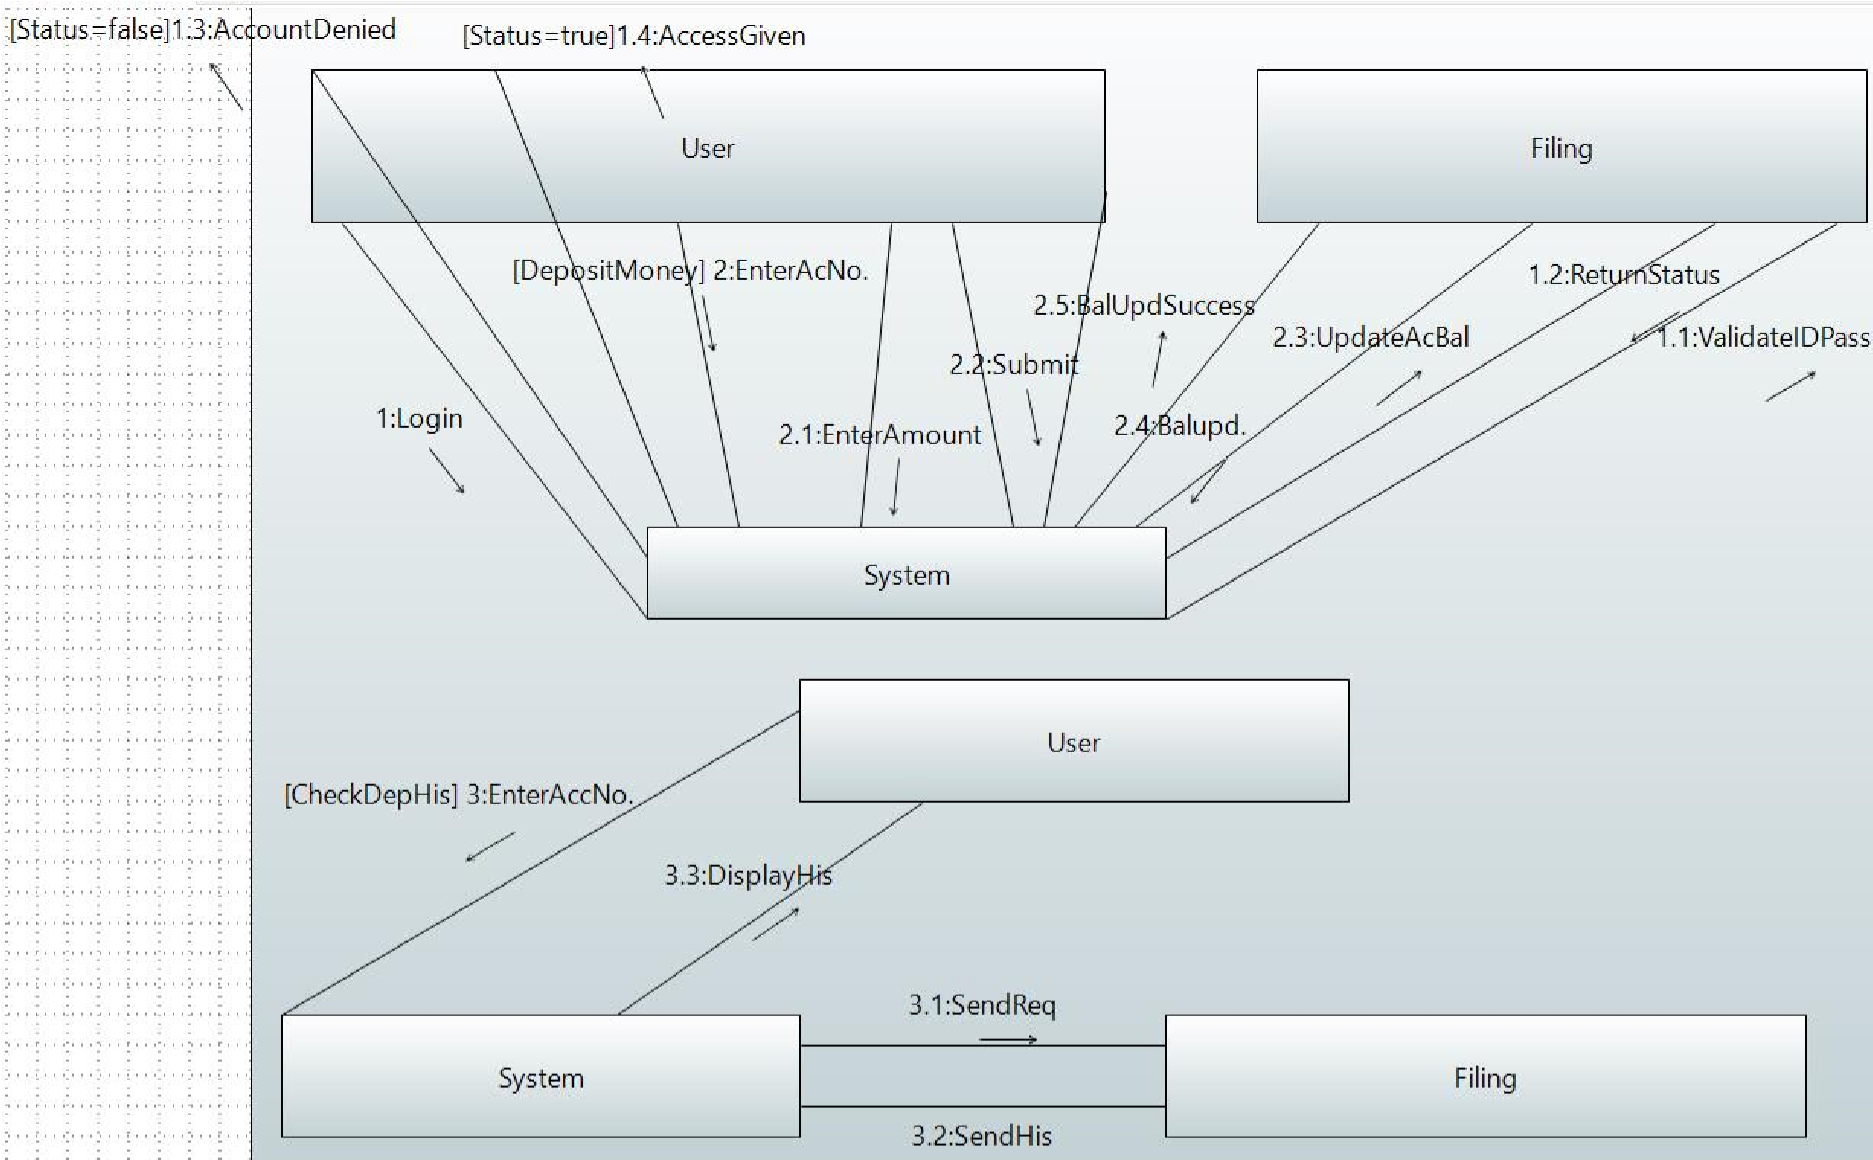 [Status=false]1.3:AccountDenied
[Status=true]1.4:AccessGiven
User
Filing
[DepositMoney] 2:EnterAcNo.
1.2:ReturnStatus
2.5:BalUpdSuccess
2.3:UpdateAcBal
1.1:ValidateIDPass
2.2:Submit
1:Login
2.1:EnterAmount
2.4:Balupd.
System
User
[CheckDepHis] 3:EnterAccNo.
3.3:DisplayHis
3.1:SendReq
System
Filing
3.2:SendHis